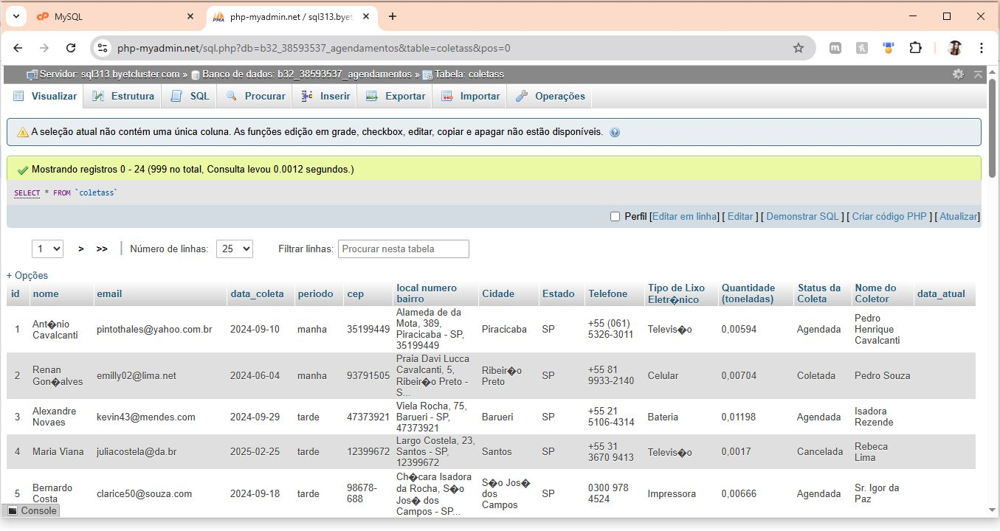 MySQL
php-myadmin.net / sql313.byet
php-myadmin.net/sql.php?db=b32_38593537_agendamentos&table=coletass&pos=0
Servidor: sql313.byetcluster.com » Banco de dados: b32_38593537_agendamentos » Tabela: coletass
Visualizar Estrutura SQL Procurar Inserir Exportar Importar Operações
A seleção atual não contém uma única coluna. As funções edição em grade, checkbox, editar, copiar e apagar não estão disponíveis.
Mostrando registros 0 - 24 (999 no total, Consulta levou 0.0012 segundos.)
SELECT * FROM `coletass`
Perfil [Editar em linha] [ Editar ] [ Demonstrar SQL ] [ Criar código PHP ] [ Atualizar]
1 > >> Número de linhas: 25 Filtrar linhas: Procurar nesta tabela
+ Opções
id nome email data_coleta periodo cep local numero bairro Cidade Estado Telefone Tipo de Lixo Eletr�nico Quantidade (toneladas) Status da Coleta Nome do Coletor data_atual
1 Ant�nio Cavalcanti pintothales@yahoo.com.br 2024-09-10 manha 35199449 Alameda de da Mota, 389, Piracicaba - SP, 35199449 Piracicaba SP +55 (061) 5326-3011 Televis�o 0,00594 Agendada Pedro Henrique Cavalcanti
2 Renan Gon�alves emilly02@lima.net 2024-06-04 manha 93791505 Praia Davi Lucca Cavalcanti, 5, Ribeir�o Preto - S... Ribeir�o Preto SP +55 81 9933-2140 Celular 0,00704 Coletada Pedro Souza
3 Alexandre Novaes kevin43@mendes.com 2024-09-29 tarde 47373921 Viela Rocha, 75, Barueri - SP, 47373921 Barueri SP +55 21 5106-4314 Bateria 0,01198 Agendada Isadora Rezende
4 Maria Viana juliacostela@da.br 2025-02-25 tarde 12399672 Largo Costela, 23, Santos - SP, 12399672 Santos SP +55 31 3670 9413 Televis�o 0,0017 Cancelada Rebeca Lima
5 Bernardo Costa clarice50@souza.com 2024-09-18 tarde 98678-688 Ch�cara Isadora da Rocha, S�o Jos� dos Campos - SP... S�o Jos� dos Campos SP 0300 978 4524 Impressora 0,00666 Agendada Sr. Igor da Paz
Console